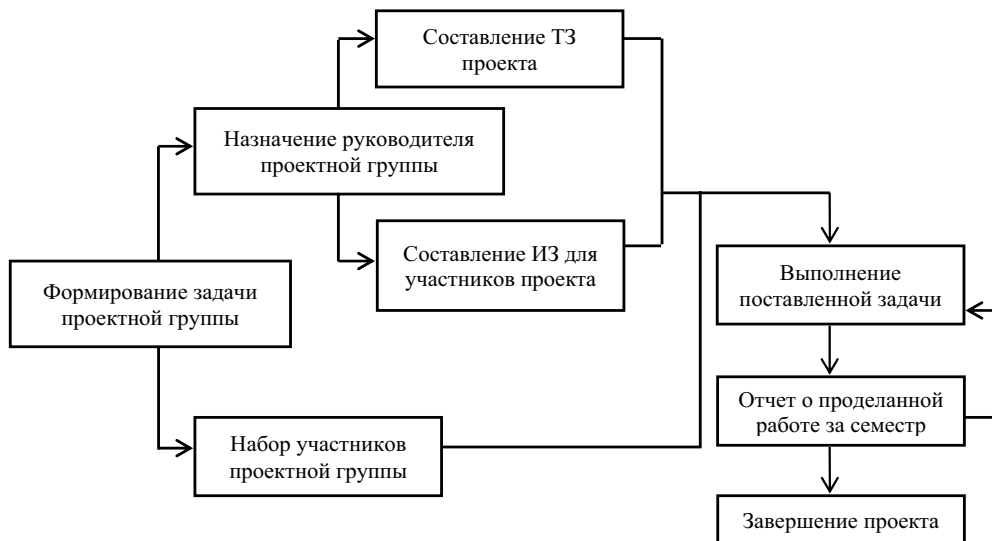 Составление ТЗ
проекта
Назначение руководителя
проектной группы
Составление ИЗ для
участников проекта
Формирование задачи
проектной группы
Выполнение
поставленной задачи
Отчет о проделанной
работе за семестр
Набор участников
проектной группы
Завершение проекта